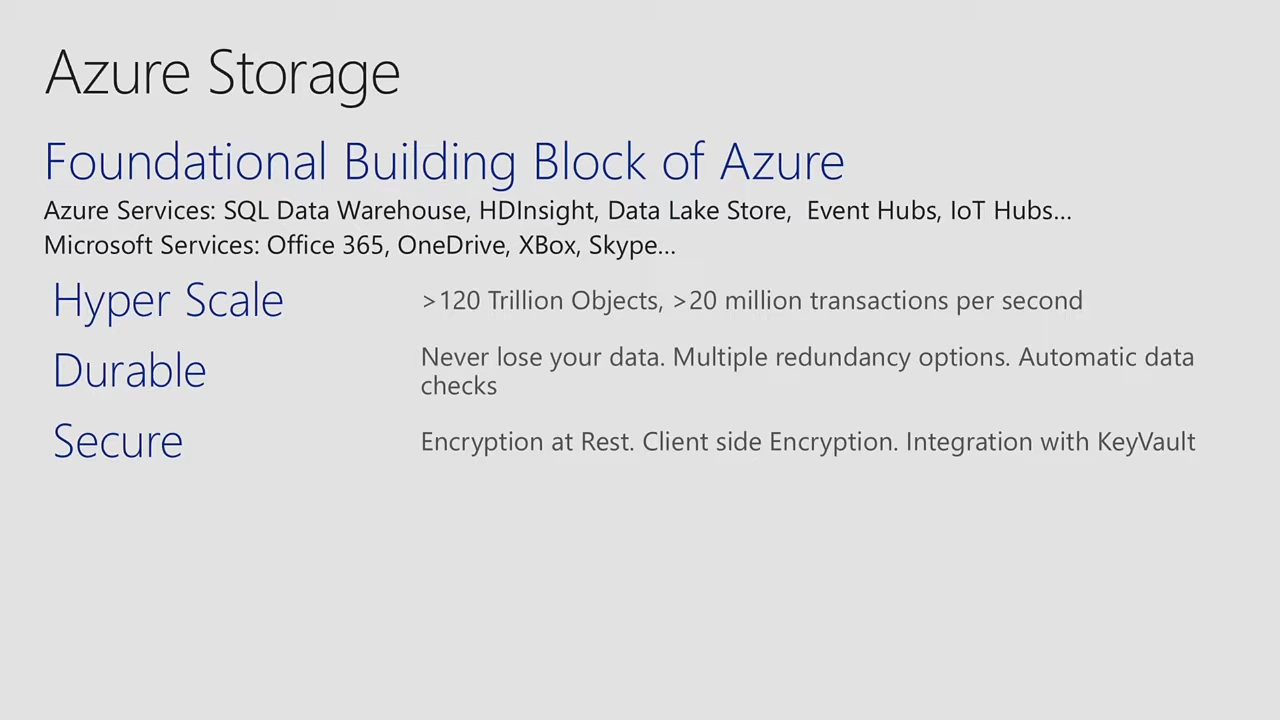 Azure Storage
Foundational Building Block of Azure
Azure Services: SQL Data Warehouse, HDInsight, Data Lake Store,  Event Hubs, IoT Hubs...
Microsoft Services: Office 365, OneDrive, XBox, Skype...
Hyper Scale
>120 Trillion Objects, >20 million transactions per second
Durable
Never lose your data. Multiple redundancy options. Automatic data
checks
Secure
Encryption at Rest. Client side Encryption. Integration with KeyVault